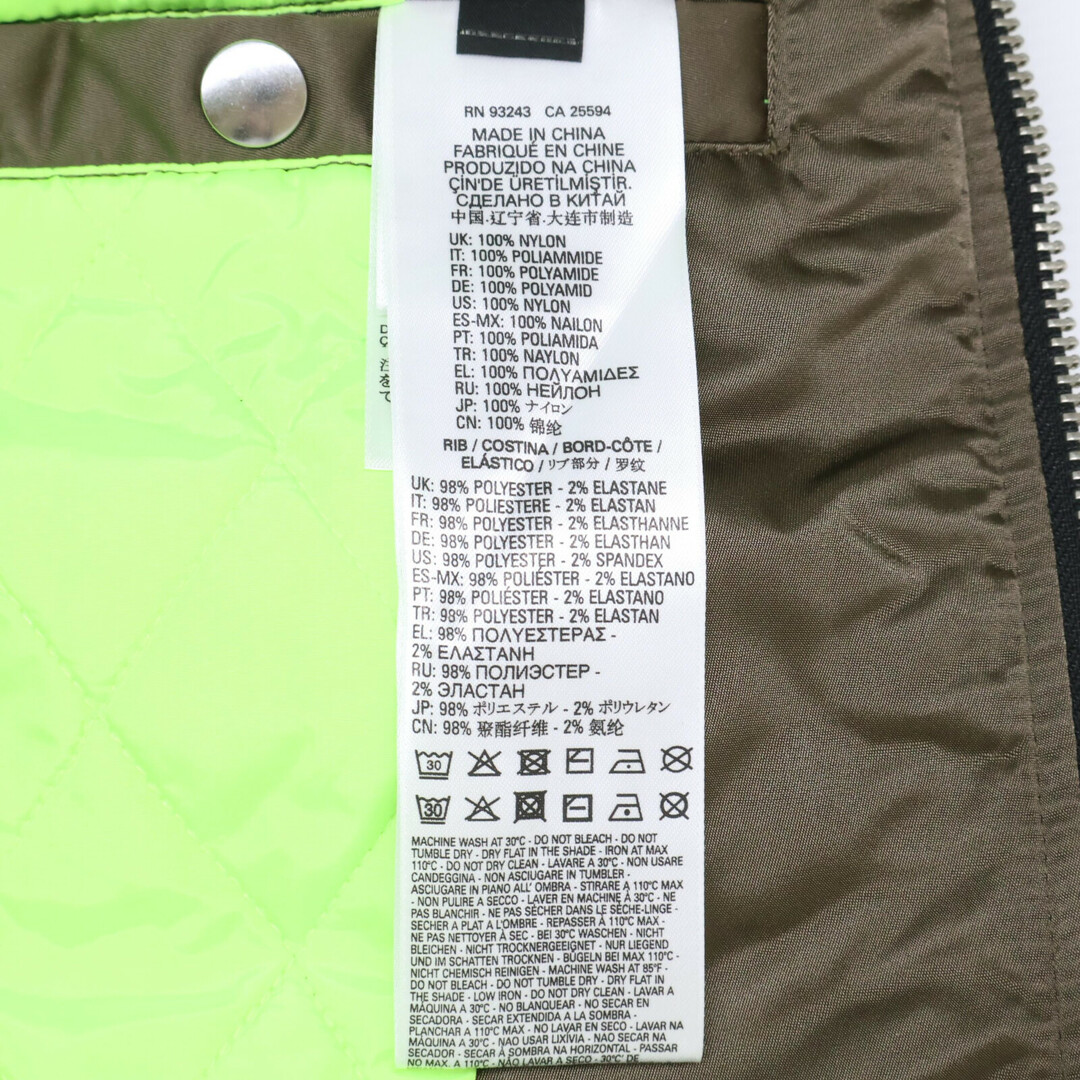 RN 93243 CA 25594
MADE IN CHINA
FABRIQUÉ EN CHINE
PRODUZIDO NA CHINA
ÇİN'DE ÜRETİLMİŞTİR.
СДЕЛАНО В КИТАЙ
中国.辽宁省.大连市制造
UK: 100% NYLON
IT: 100% POLIAMMIDE
FR: 100% POLYAMIDE
DE: 100% POLYAMID
US: 100% NYLON
ES-MX: 100% NAILON
PT: 100% POLIAMIDA
TR: 100% NAYLON
EL: 100% ΠΟΛΥΑΜΙΔΕΣ
RU: 100% НЕЙЛОН
JP: 100% ナイロン
CN: 100% 锦纶
RIB / COSTINA / BORD-CÔTE /
ELÁSTICO / リブ部分 / 罗纹
UK: 98% POLYESTER - 2% ELASTANE
IT: 98% POLIESTERE - 2% ELASTAN
FR: 98% POLYESTER - 2% ELASTHANNE
DE: 98% POLYESTER - 2% ELASTHAN
US: 98% POLYESTER - 2% SPANDEX
ES-MX: 98% POLIÉSTER - 2% ELASTANO
PT: 98% POLIÉSTER - 2% ELASTANO
TR: 98% POLYESTER - 2% ELASTAN
EL: 98% ΠΟΛΥΕΣΤΕΡΑΣ -
2% ΕΛΑΣΤΑΝΗ
RU: 98% ПОЛИЭСТЕР -
2% ЭЛАСТАН
JP: 98% ポリエステル - 2% ポリウレタン
CN: 98% 聚酯纤维 - 2% 氨纶
30
30
MACHINE WASH AT 30°C - DO NOT BLEACH - DO NOT
TUMBLE DRY - DRY FLAT IN THE SHADE - IRON AT MAX
110°C - DO NOT DRY CLEAN - LAVARE A 30°C - NON USARE
CANDEGGINA - NON ASCIUGARE IN TUMBLER -
ASCIUGARE IN PIANO ALL' OMBRA - STIRARE A 110°C MAX
- NON PULIRE A SECCO - LAVER EN MACHINE À 30°C - NE
PAS BLANCHIR - NE PAS SÉCHER DANS LE SÈCHE-LINGE -
SECHER A PLAT A L'OMBRE - REPASSER À 110°C MAX -
NE PAS NETTOYER À SEC - BEI 30°C WASCHEN - NICHT
BLEICHEN - NICHT TROCKNERGEEIGNET - NUR LIEGEND
UND IM SCHATTEN TROCKNEN - BÜGELN BEI MAX 110°C -
NICHT CHEMISCH REINIGEN - MACHINE WASH AT 85°F -
DO NOT BLEACH - DO NOT TUMBLE DRY - DRY FLAT IN
THE SHADE - LOW IRON - DO NOT DRY CLEAN - LAVAR A
MÁQUINA A 30°C - NO BLANQUEAR - NO SECAR EN
SECADORA - SECAR EXTENDIDA A LA SOMBRA -
PLANCHAR A 110°C MAX - NO LAVAR EN SECO - LAVAR NA
MÁQUINA A 30°C - NÃO USAR LIXÍVIA - NÃO SECAR NA
SECADOR - SECAR À SOMBRA NA HORIZONTAL - PASSAR
NO MAX. A 110°C - NÃO LAVAR A SECO - 30°C' DE